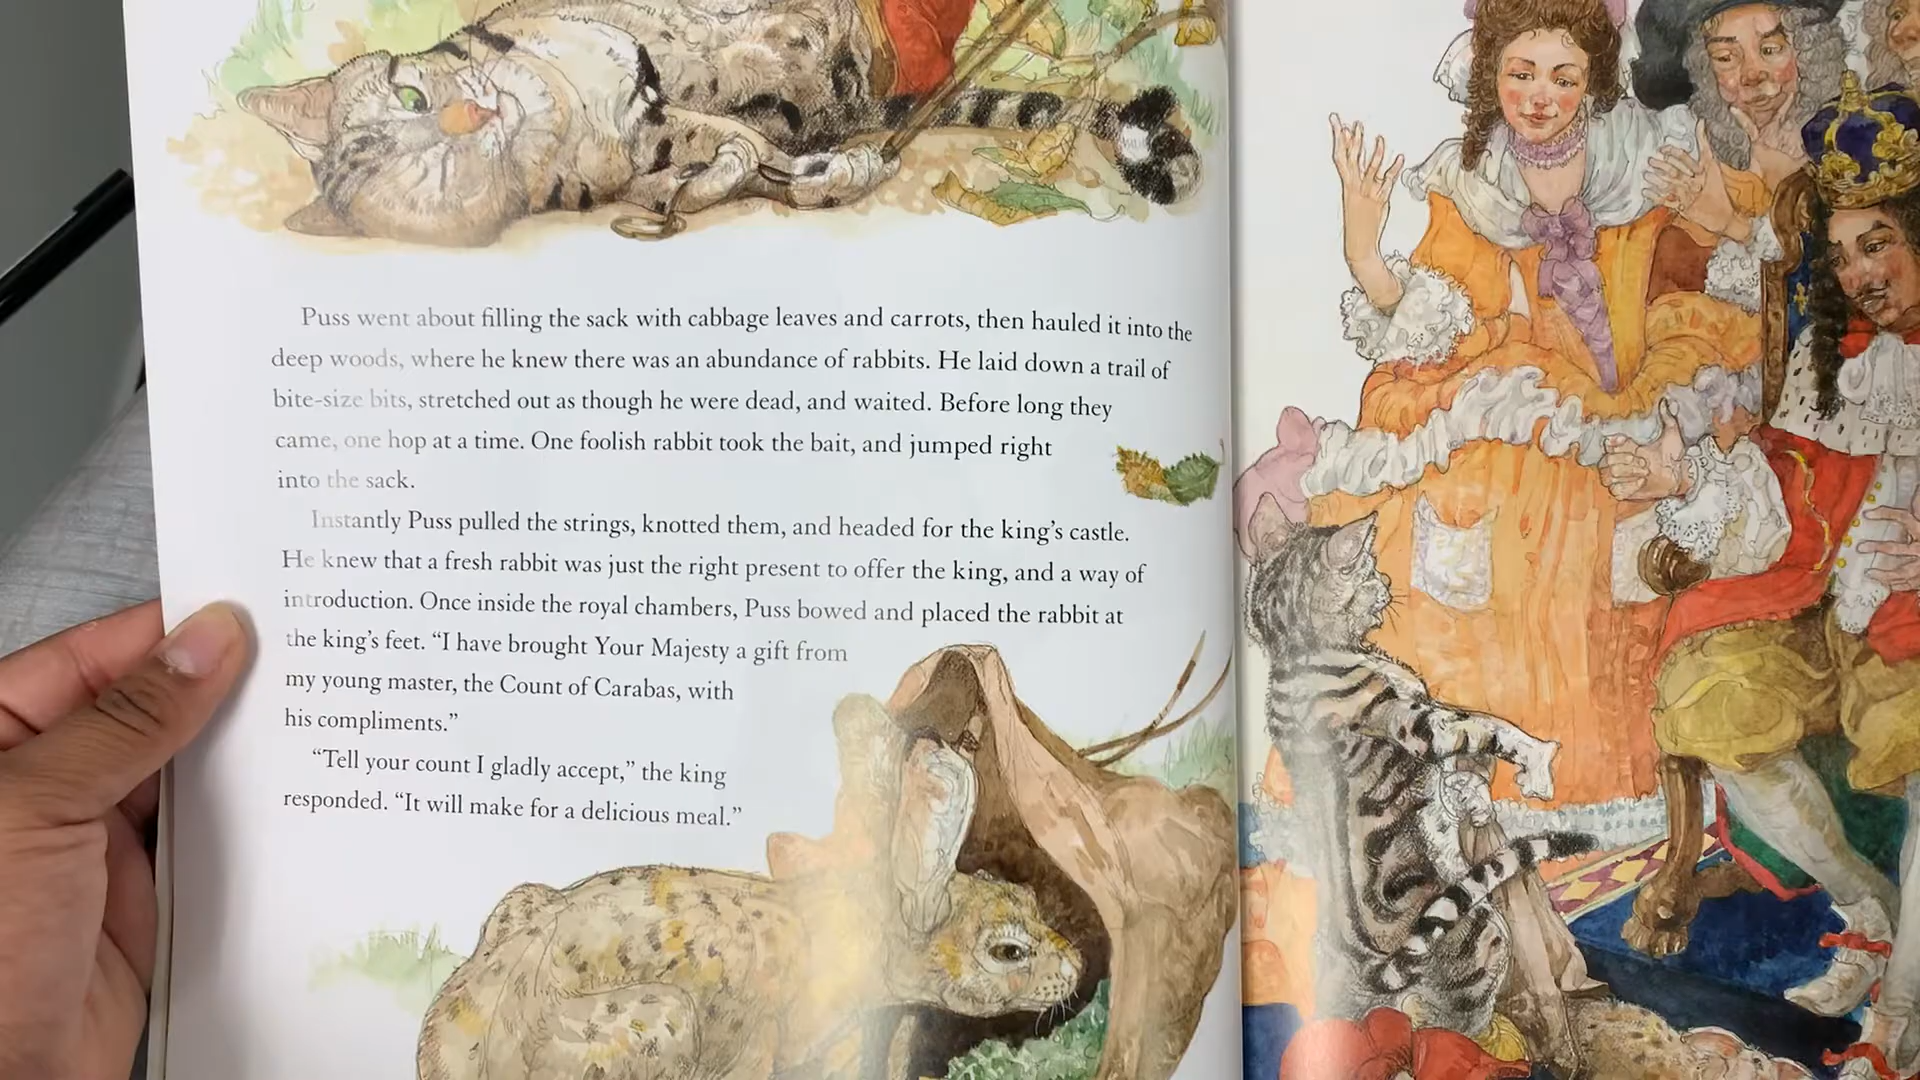 Puss went about filling the sack with cabbage leaves and carrots, then hauled it into the
deep woods, where he knew there was an abundance of rabbits. He laid down a trail of
bite-size bits, stretched out as though he were dead, and waited. Before long they
came, one hop at a time. One foolish rabbit took the bait, and jumped right
into the sack.
Instantly Puss pulled the strings, knotted them, and headed for the king’s castle.
He knew that a fresh rabbit was just the right present to offer the king, and a way of
introduction. Once inside the royal chambers, Puss bowed and placed the rabbit at
the king’s feet. “I have brought Your Majesty a gift from
my young master, the Count of Carabas, with
his compliments.”
“Tell your count I gladly accept,” the king
responded. “It will make for a delicious meal.”